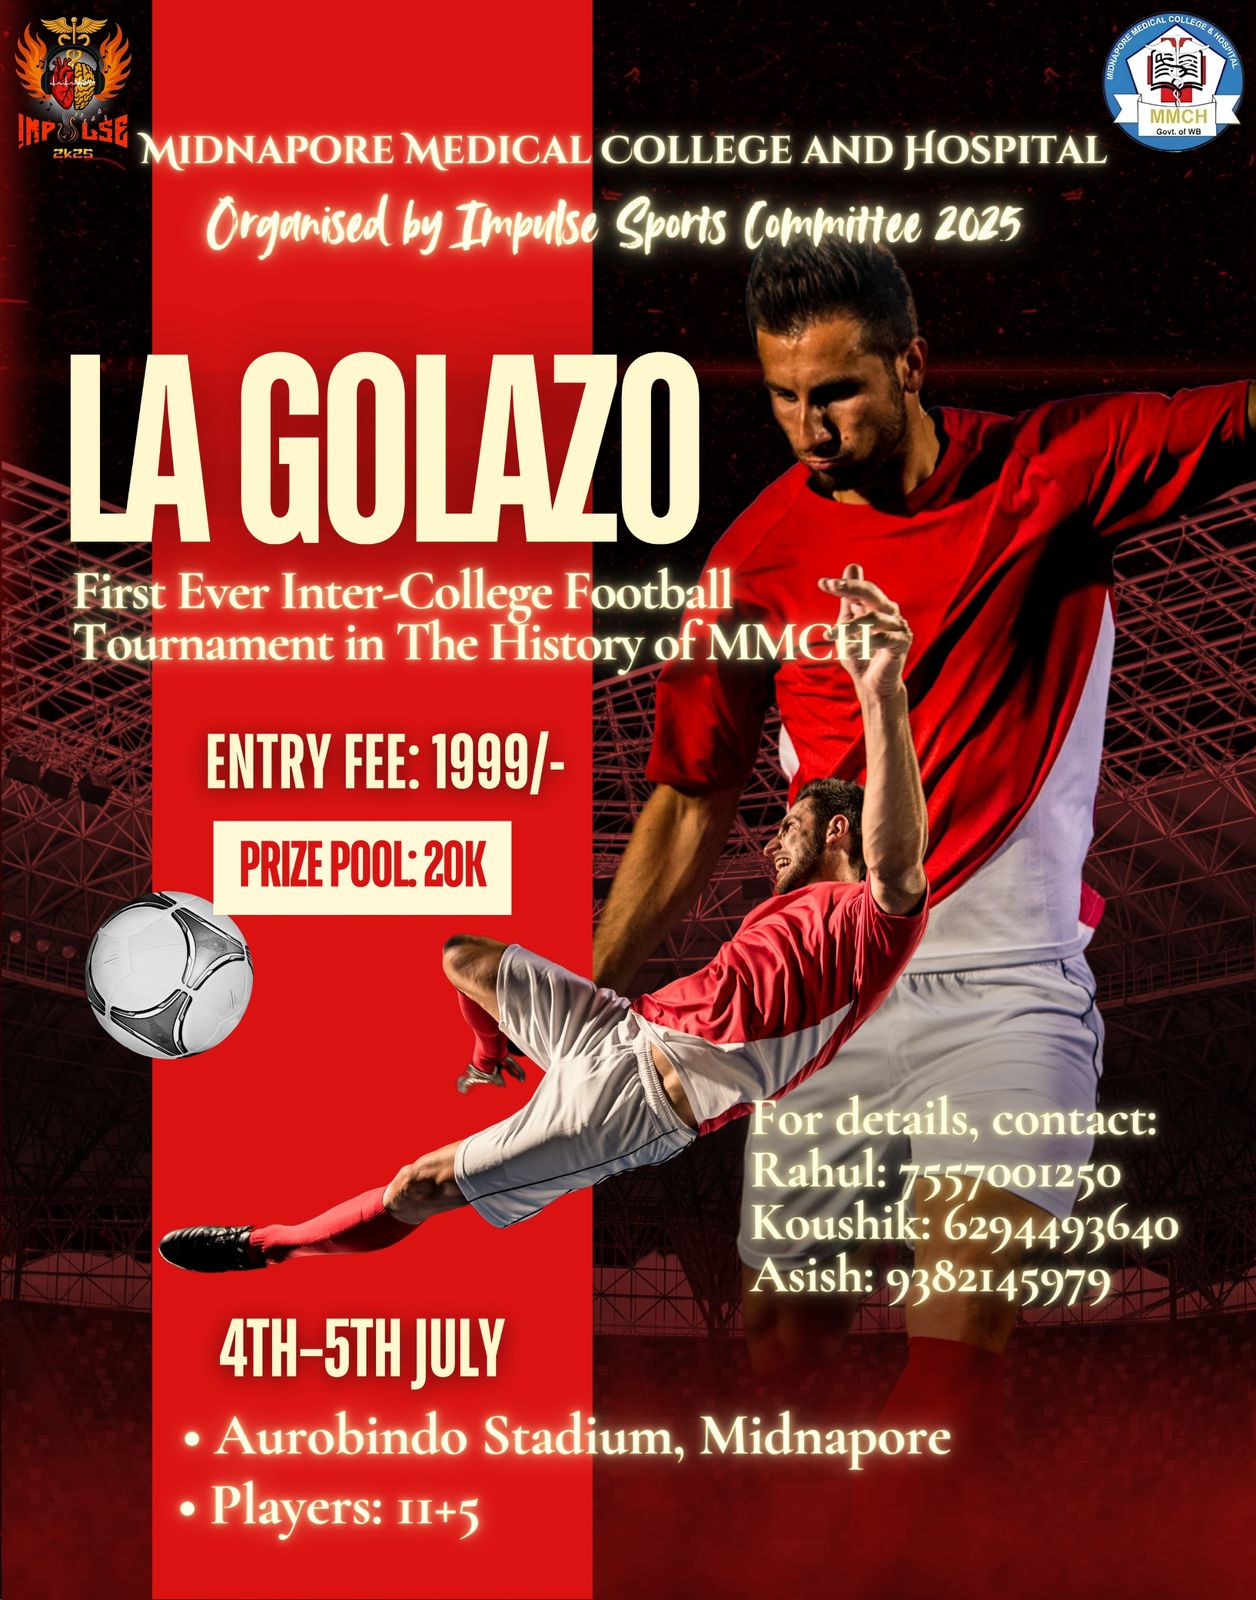 IMPULSE
2K25
MIDNAPORE MEDICAL COLLEGE & HOSPITAL
MMCH
Govt. of WB
MIDNAPORE MEDICAL COLLEGE AND HOSPITAL
Organised by Impulse Sports Committee 2025
LA GOLAZO
First Ever Inter-College Football
Tournament in The History of MMCH
ENTRY FEE: 1999/-
PRIZE POOL: 20K
For details, contact:
Rahul: 7557001250
Koushik: 6294493640
Asish: 9382145979
4TH-5TH JULY
• Aurobindo Stadium, Midnapore
• Players: 11+5